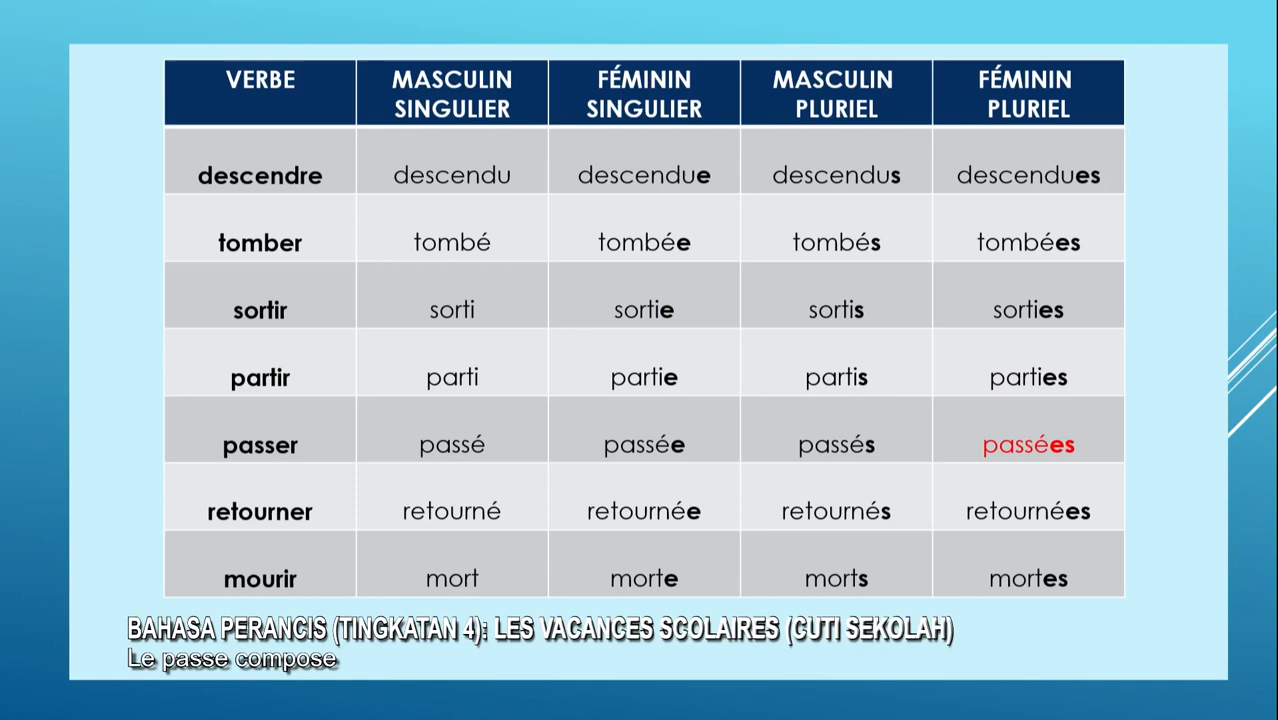 VERBE MASCULIN SINGULIER FÉMININ SINGULIER MASCULIN PLURIEL FÉMININ PLURIEL
descendre descendu descendue descendus descendues
tomber tombé tombée tombés tombées
sortir sorti sortie sortis sorties
partir parti partie partis parties
passer passé passée passés passées
retourner retourné retournée retournés retournées
mourir mort morte morts mortes
BAHASA PERANCIS (TINGKATAN 4): LES VACANCES SCOLAIRES (CUTI SEKOLAH)
Le passe compose